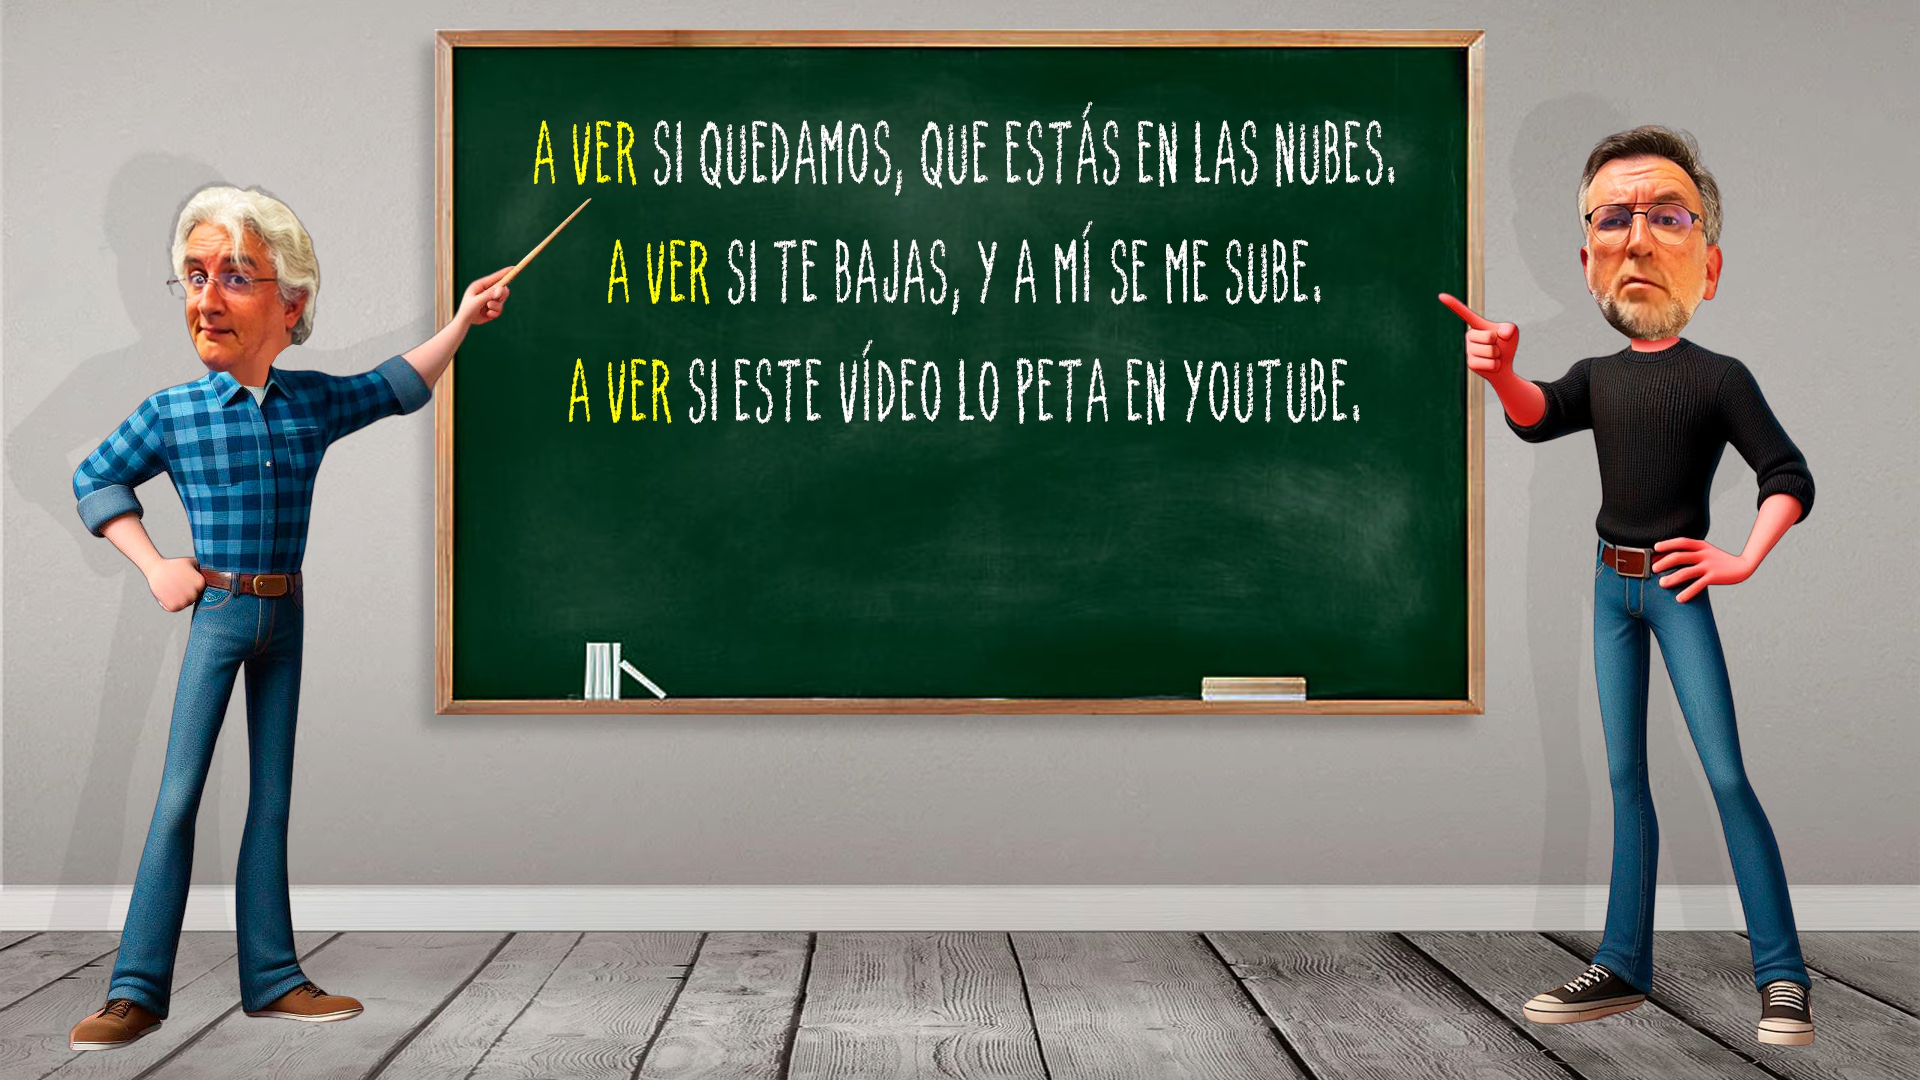 A VER SI QUEDAMOS, QUE ESTÁS EN LAS NUBES.
A VER SI TE BAJAS, Y A MÍ SE ME SUBE.
A VER SI ESTE VÍDEO LO PETA EN YOUTUBE.